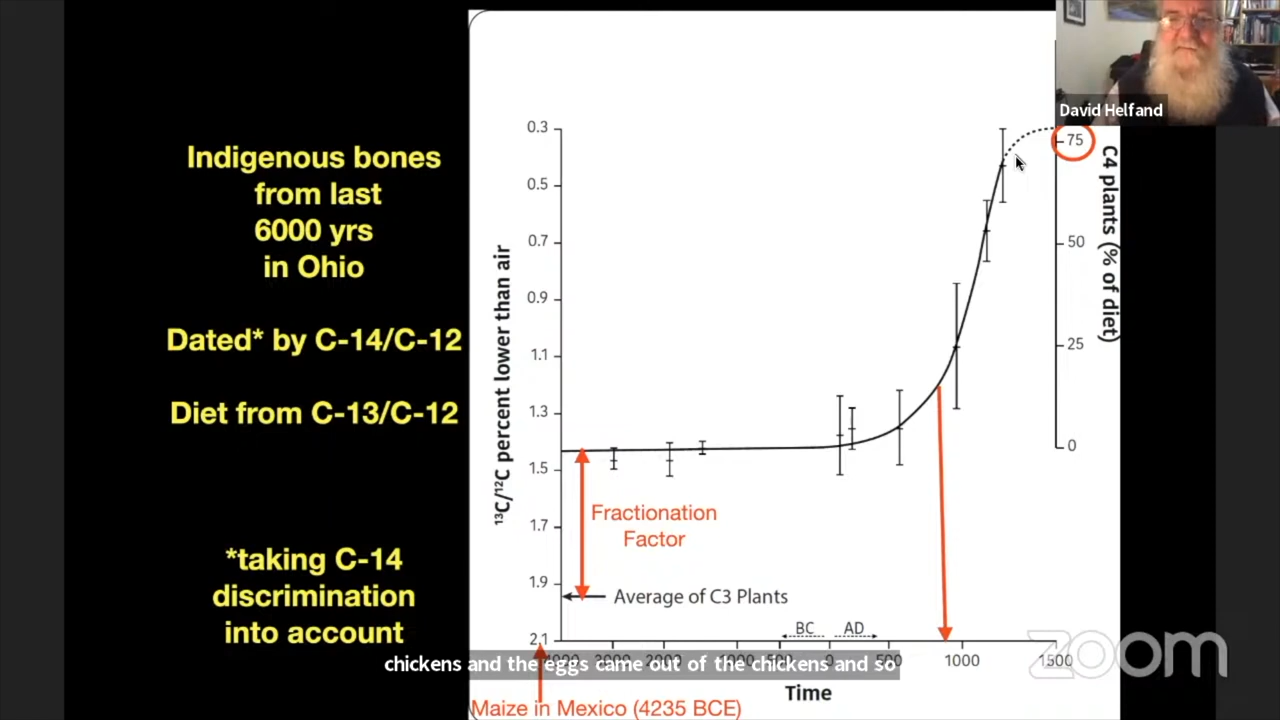 David Helfand
Indigenous bones
from last
6000 yrs
in Ohio
Dated* by C-14/C-12
Diet from C-13/C-12
*taking C-14
discrimination
into account
¹³C/¹²C percent lower than air
0.3
0.5
0.7
0.9
1.1
1.3
1.5
1.7
1.9
2.1
75
50
25
0
C4 plants (% of diet)
Fractionation
Factor
Average of C3 Plants
BC AD
2000 1000 500 0 500 1000 1500
chickens and the eggs came out of the chickens and so
Time
Maize in Mexico (4235 BCE)
zoom